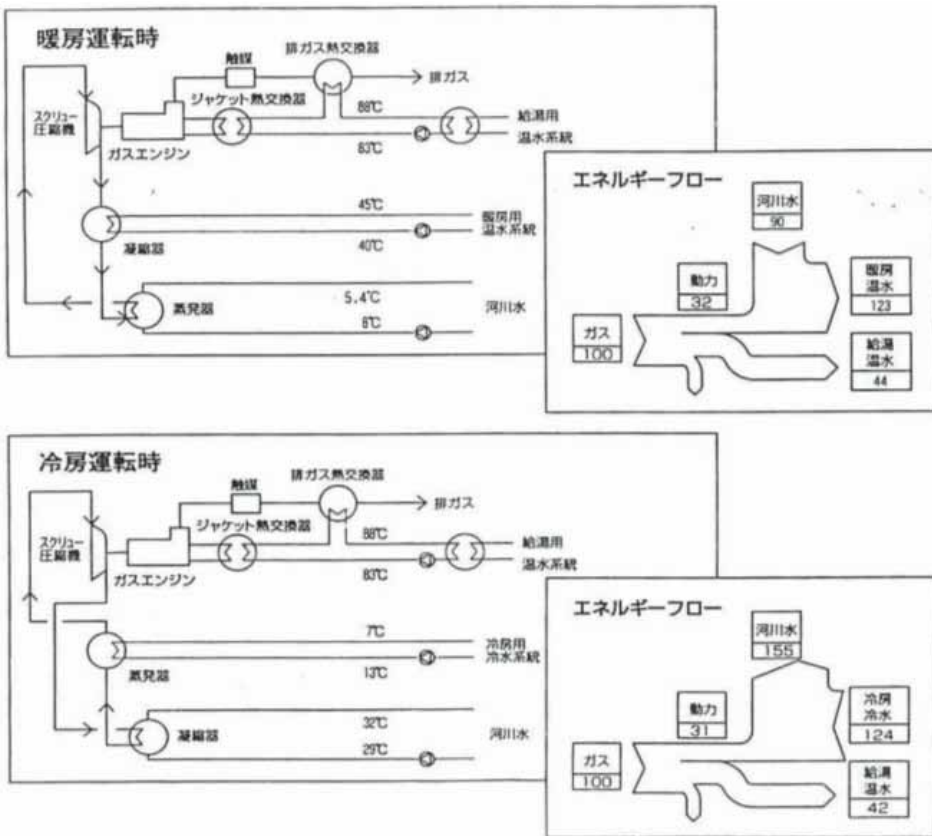 暖房運転時
排ガス熱交換器
触媒
排ガス
ジャケット熱交換器
スクリュー
圧縮機
88℃
給湯用
ガスエンジン
83℃
温水系統
45℃
暖房用
温水系統
凝縮器
40℃
蒸発器
5.4℃
河川水
8℃
エネルギーフロー
河川水
90
動力
32
暖房
温水
123
ガス
100
給湯
温水
44
冷房運転時
排ガス熱交換器
触媒
排ガス
ジャケット熱交換器
スクリュー
圧縮機
88℃
給湯用
ガスエンジン
83℃
温水系統
7℃
冷房用
冷水系統
蒸発器
13℃
32℃
凝縮器
河川水
29℃
エネルギーフロー
河川水
155
動力
31
冷房
冷水
124
ガス
100
給湯
温水
42